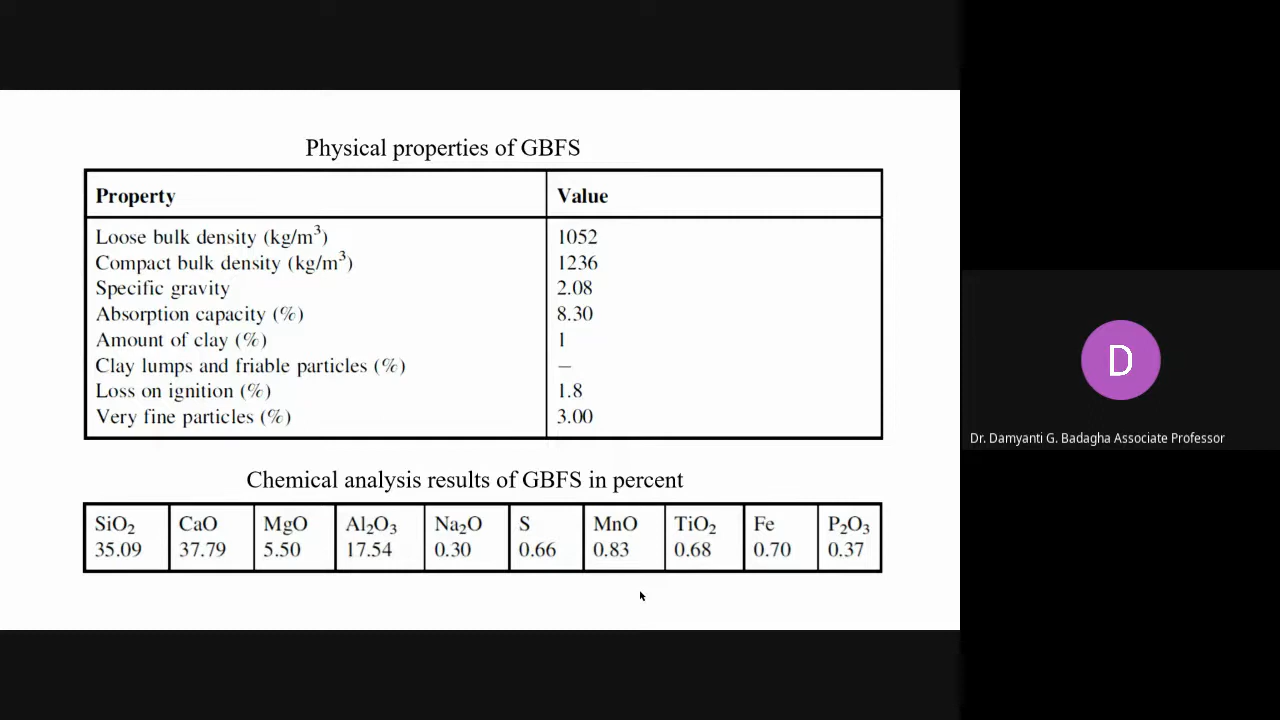 Physical properties of GBFS
Property Value
Loose bulk density (kg/m³) 1052
Compact bulk density (kg/m³) 1236
Specific gravity 2.08
Absorption capacity (%) 8.30
Amount of clay (%) 1
Clay lumps and friable particles (%) –
Loss on ignition (%) 1.8
Very fine particles (%) 3.00
Chemical analysis results of GBFS in percent
SiO₂ CaO MgO Al₂O₃ Na₂O S MnO TiO₂ Fe P₂O₃
35.09 37.79 5.50 17.54 0.30 0.66 0.83 0.68 0.70 0.37
D
Dr. Damyanti G. Badagha Associate Professor